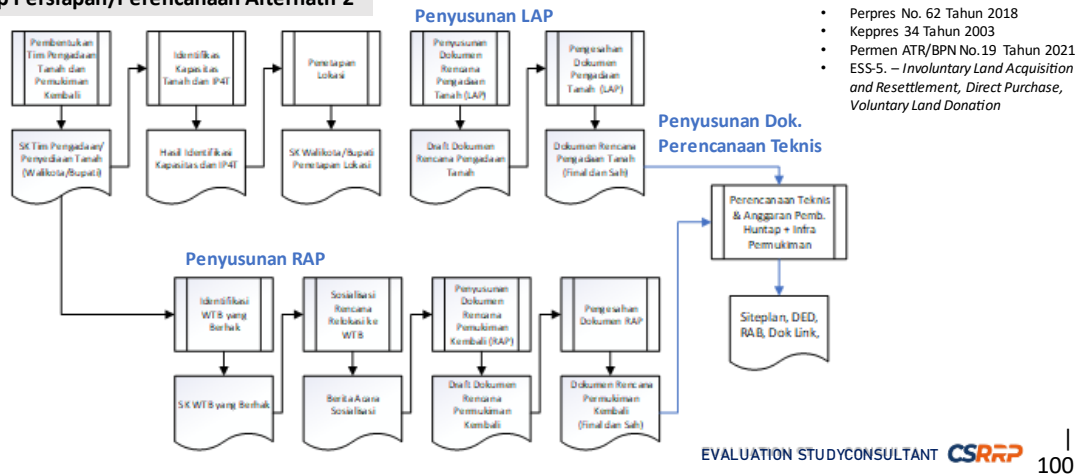 Persiapan/Perencanaan Alternatif 2
Penyusunan LAP
• Perpres No. 62 Tahun 2018
• Keppres 34 Tahun 2003
• Permen ATR/BPN No. 19 Tahun 2021
• ESS-5. – Involuntary Land Acquisition
and Resettlement, Direct Purchase,
Voluntary Land Donation
Pembentukan
Tim Pengadaan
Tanah dan
Pemukiman
Kembali
Identifikas
Kapasitas
Tanah dan IP4T
Penetapan
Lokasi
Penyusunan
Dokumen
Rencana
Pengadaan
Tanah (LAP)
Pengesahan
Dokumen
Pengadaan
Tanah (LAP)
SK Tim Pengadaan/
Penyediaan Tanah
(Walikota/Bupati)
Hasil Identifikasi
Kapasitas dan IP4T
SK Walikota/Bupati
Penetapan Lokasi
Draft Dokumen
Rencana Pengadaan
Tanah
Dokumen Rencana
Pengadiaan Tanah
(Final dan Sah)
Penyusunan Dok.
Perencanaan Teknis
Perencanaan Teknis
& Anggaran Pemb.
Huntap + Infra
Permukiman
Siteplan, DED,
RAB, Dok Link,
Penyusunan RAP
Identifikasi
WTB yang
Berhak
Sosialisasi
Rencana
Relokasi ke
WTB
Penyusunan
Dokumen
Rencana
Pemukiman
Kembali (RAP)
Pengesahan
Dokumen RAP
SK WTB yang Berhak
Berita Acara
Sosialisasi
Draft Dokumen
Rencana
Permukiman
Kembali
Dokumen Rencana
Permukiman
Kembali
(Final dan Sah)
EVALUATION STUDYCONSULTANT CSRRP
|
100